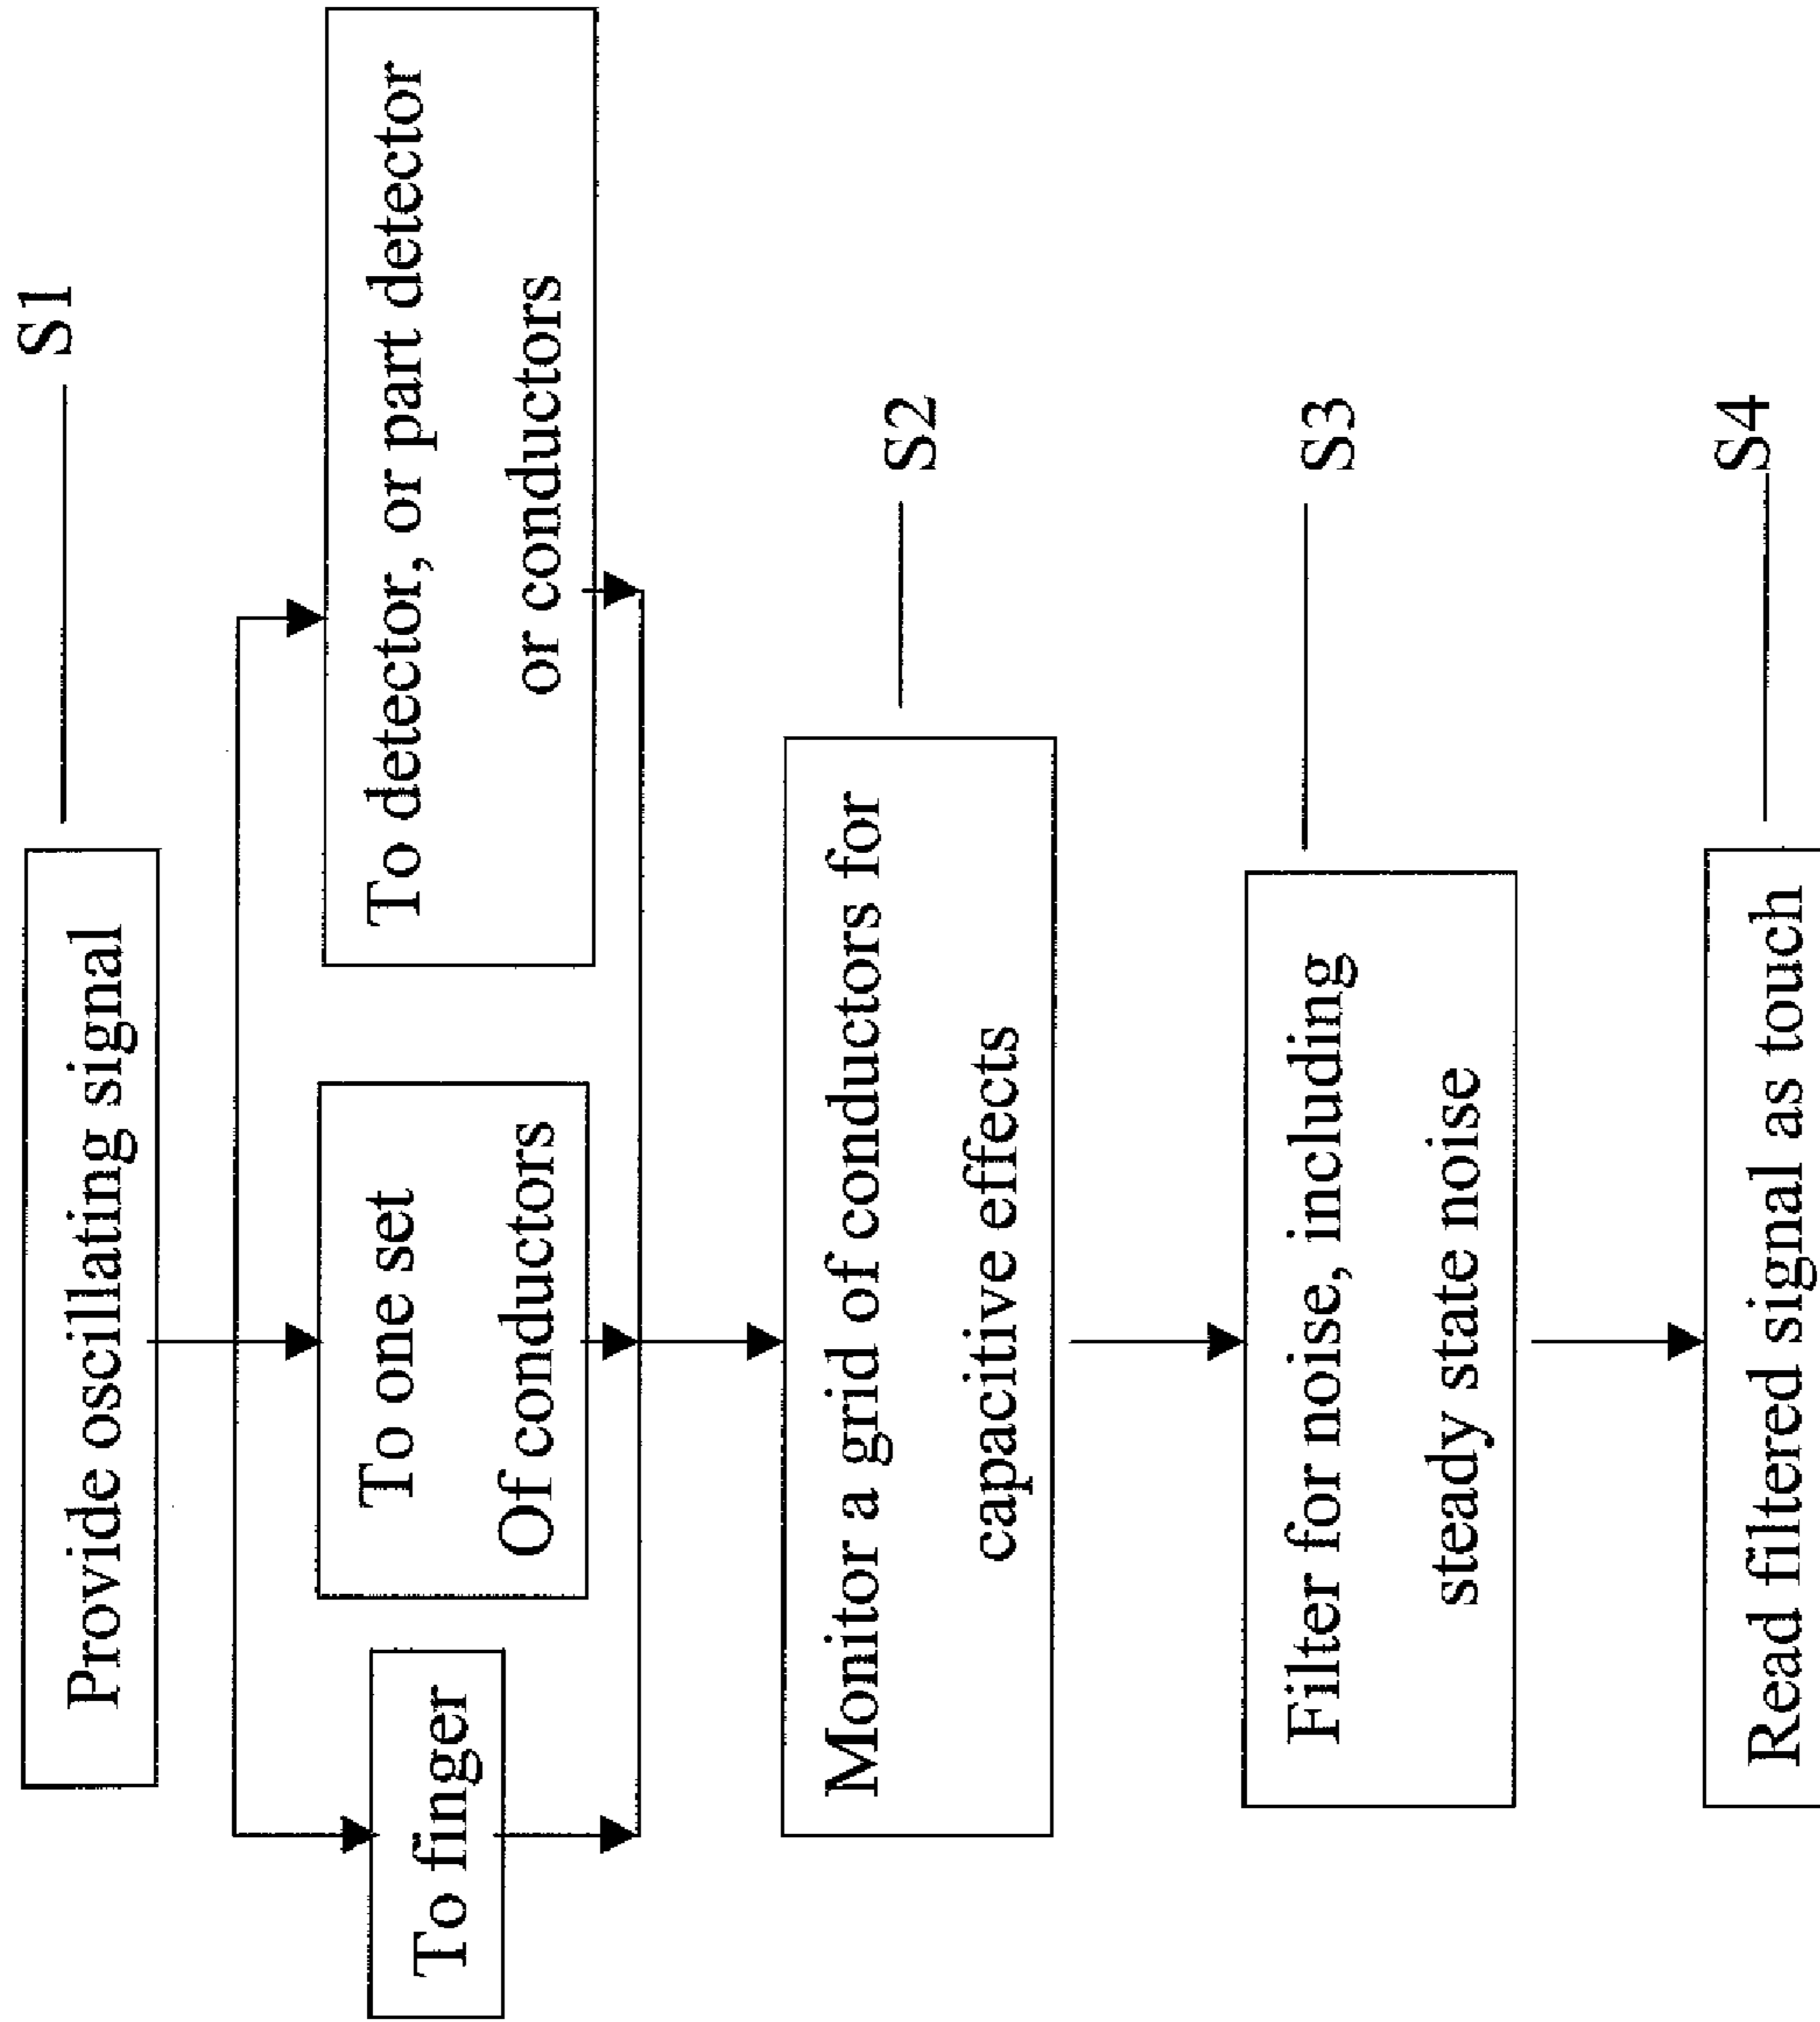 Provide oscillating signal
S1
To finger
To one set
Of conductors
To detector, or part detector
or conductors
Monitor a grid of conductors for
capacitive effects
S2
Filter for noise, including
steady state noise
S3
Read filtered signal as touch
S4